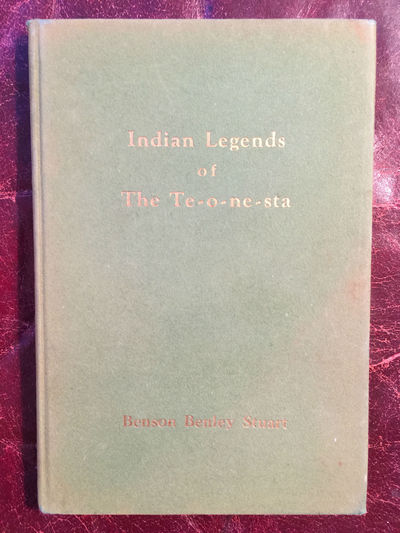 Indian Legends
of
The Te-o-ne-sta
Benson Benley Stuart